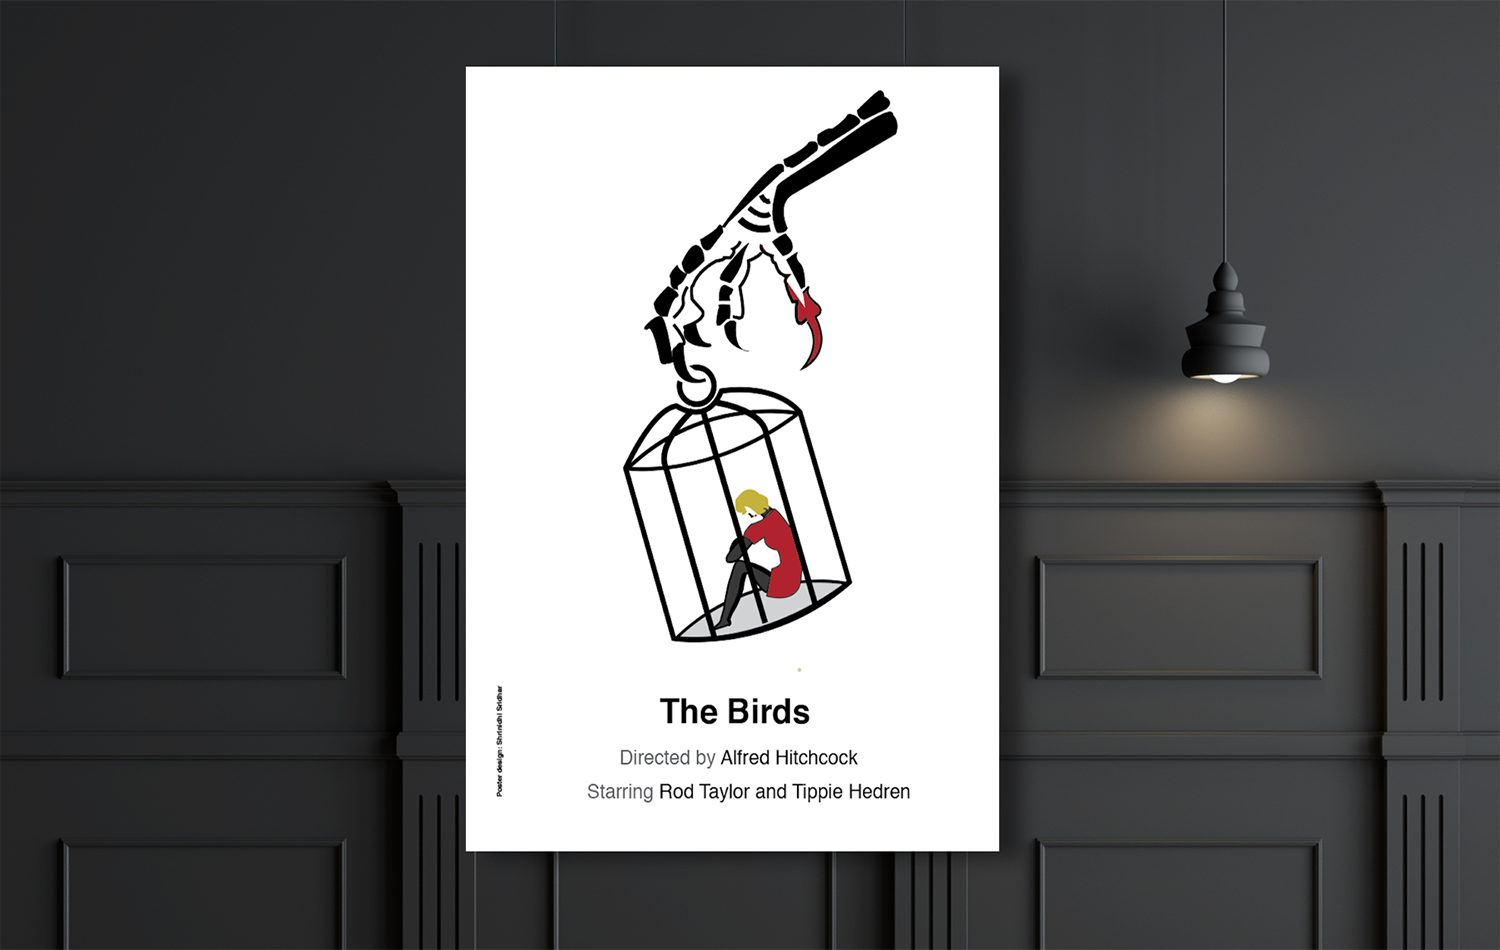 The Birds
Directed by Alfred Hitchcock
Starring Rod Taylor and Tippie Hedren
Poster design: Shrinidhi Sridhar